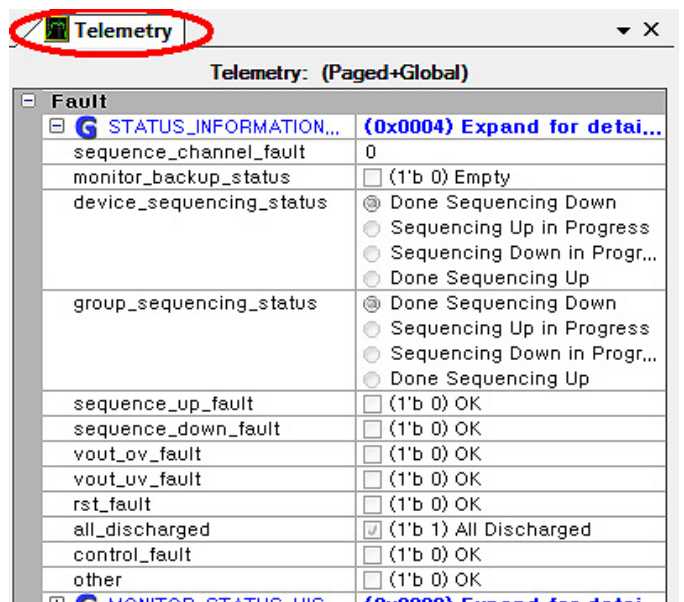 Telemetry
Telemetry: (Paged+Global)
Fault
G STATUS_INFORMATION... (0x0004) Expand for detai...
sequence_channel_fault 0
monitor_backup_status (1'b 0) Empty
device_sequencing_status Done Sequencing Down
Sequencing Up in Progress
Sequencing Down in Progr...
Done Sequencing Up
group_sequencing_status Done Sequencing Down
Sequencing Up in Progress
Sequencing Down in Progr...
Done Sequencing Up
sequence_up_fault (1'b 0) OK
sequence_down_fault (1'b 0) OK
vout_ov_fault (1'b 0) OK
vout_uv_fault (1'b 0) OK
rst_fault (1'b 0) OK
all_discharged (1'b 1) All Discharged
control_fault (1'b 0) OK
other (1'b 0) OK